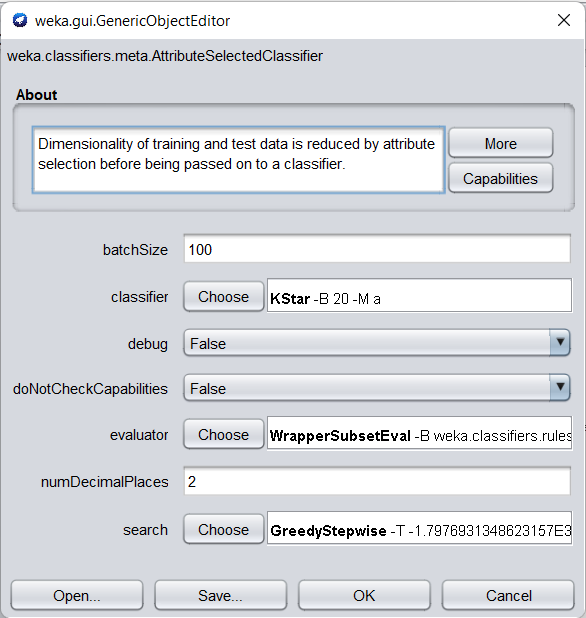 weka.gui.GenericObjectEditor
weka.classifiers.meta.AttributeSelectedClassifier
About
Dimensionality of training and test data is reduced by attribute
selection before being passed on to a classifier.
More
Capabilities
batchSize 100
classifier Choose KStar -B 20 -M a
debug False
doNotCheckCapabilities False
evaluator Choose WrapperSubsetEval -B weka.classifiers.rules
numDecimalPlaces 2
search Choose GreedyStepwise -T -1.7976931348623157E3
Open... Save... OK Cancel